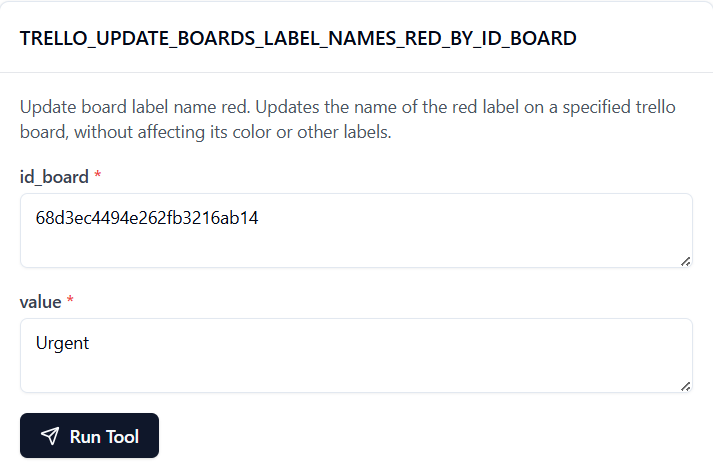 TRELLO_UPDATE_BOARDS_LABEL_NAMES_RED_BY_ID_BOARD
Update board label name red. Updates the name of the red label on a specified trello
board, without affecting its color or other labels.
id_board *
68d3ec4494e262fb3216ab14
value *
Urgent
Run Tool